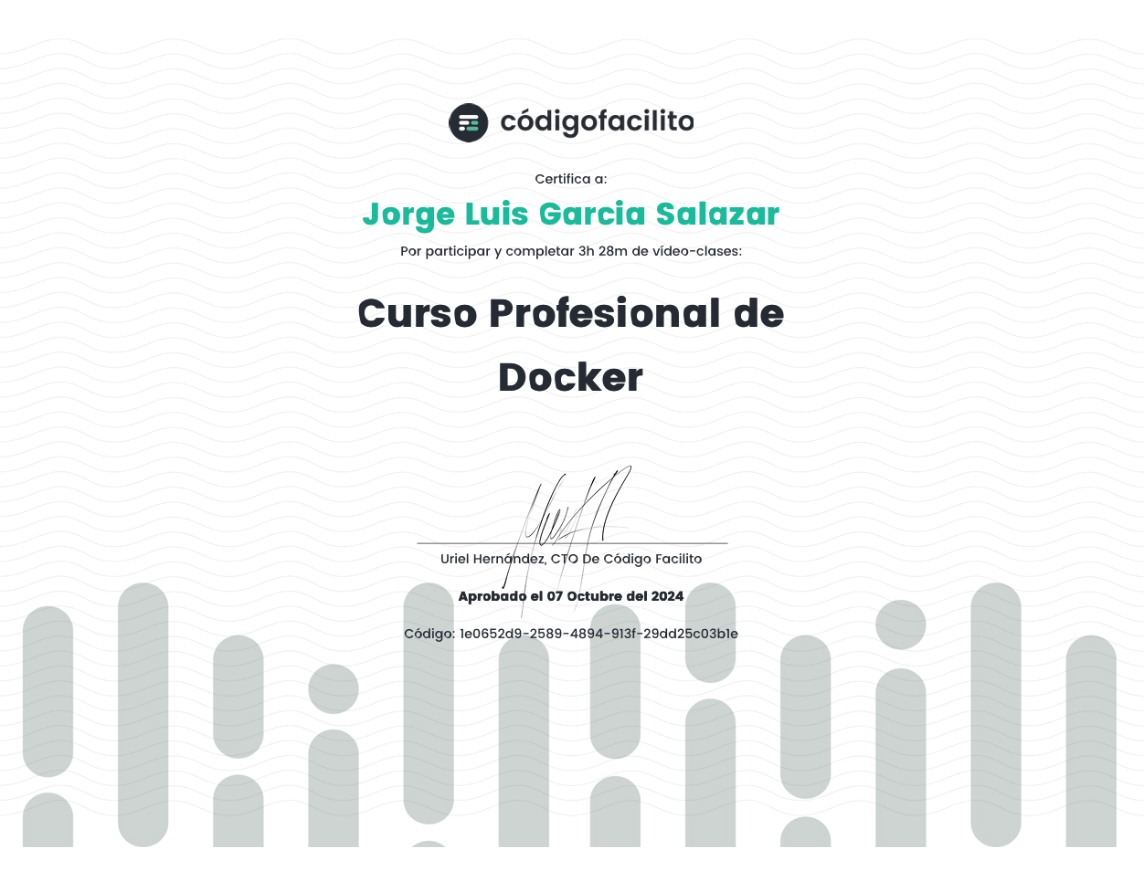 códigofacilito
Certifica a:
Jorge Luis Garcia Salazar
Por participar y completar 3h 28m de vídeo-clases:
Curso Profesional de
Docker
Uriel Hernández, CTO De Código Facilito
Aprobado el 07 Octubre del 2024
Código: 1e0652d9-2589-4894-913f-29dd25c03b1e